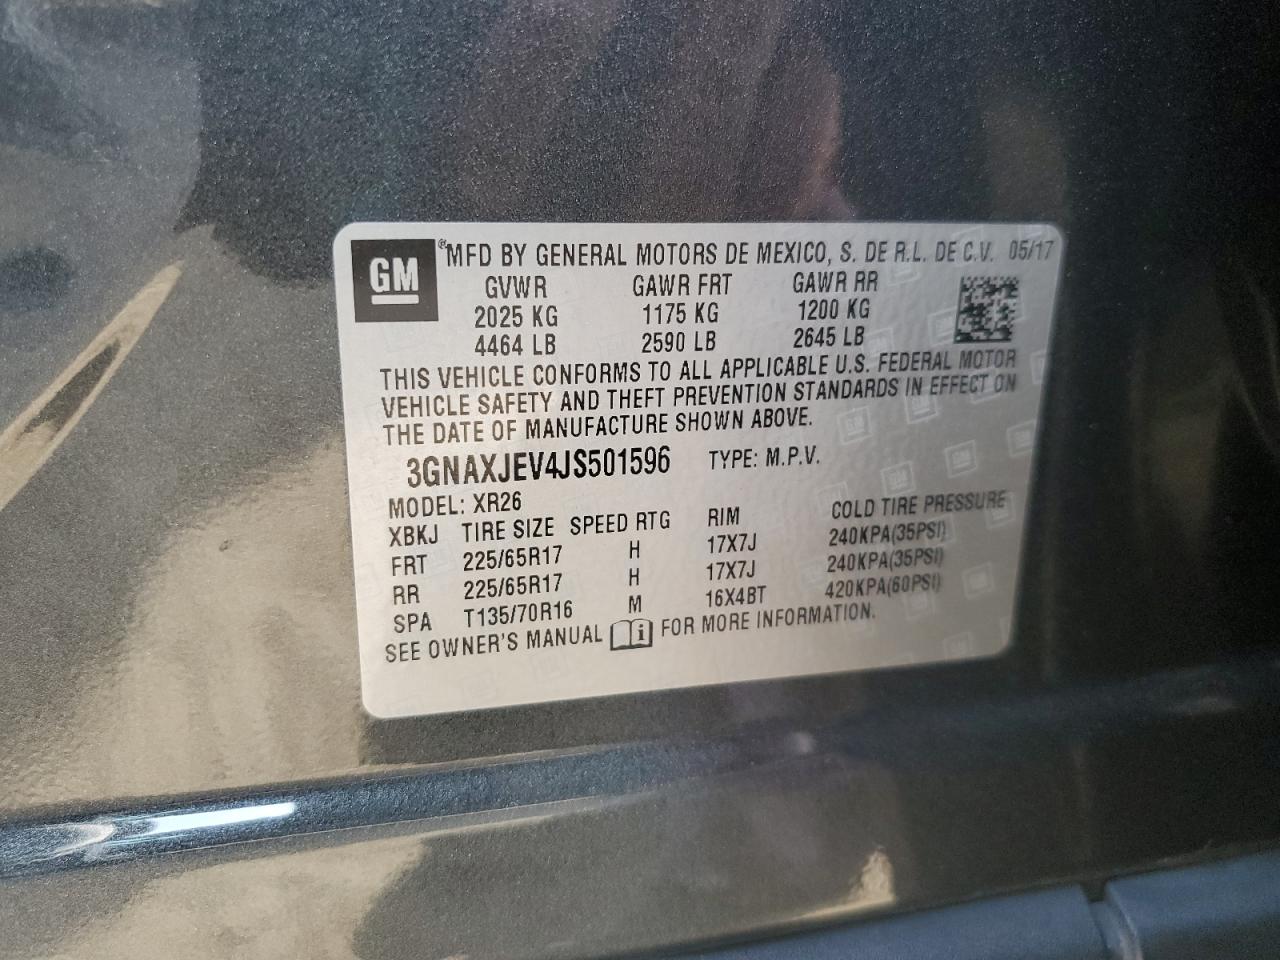 GM
® MFD BY GENERAL MOTORS DE MEXICO, S. DE R.L. DE C.V. 05/17
GVWR GAWR FRT GAWR RR
2025 KG 1175 KG 1200 KG
4464 LB 2590 LB 2645 LB
THIS VEHICLE CONFORMS TO ALL APPLICABLE U.S. FEDERAL MOTOR
VEHICLE SAFETY AND THEFT PREVENTION STANDARDS IN EFFECT ON
THE DATE OF MANUFACTURE SHOWN ABOVE.
3GNAXJEV4JS501596 TYPE: M.P.V.
MODEL: XR26
XBKJ TIRE SIZE SPEED RTG RIM COLD TIRE PRESSURE
FRT 225/65R17 H 17X7J 240KPA(35PSI)
RR 225/65R17 H 17X7J 240KPA(35PSI)
SPA T135/70R16 M 16X4BT 420KPA(60PSI)
SEE OWNER'S MANUAL i FOR MORE INFORMATION.